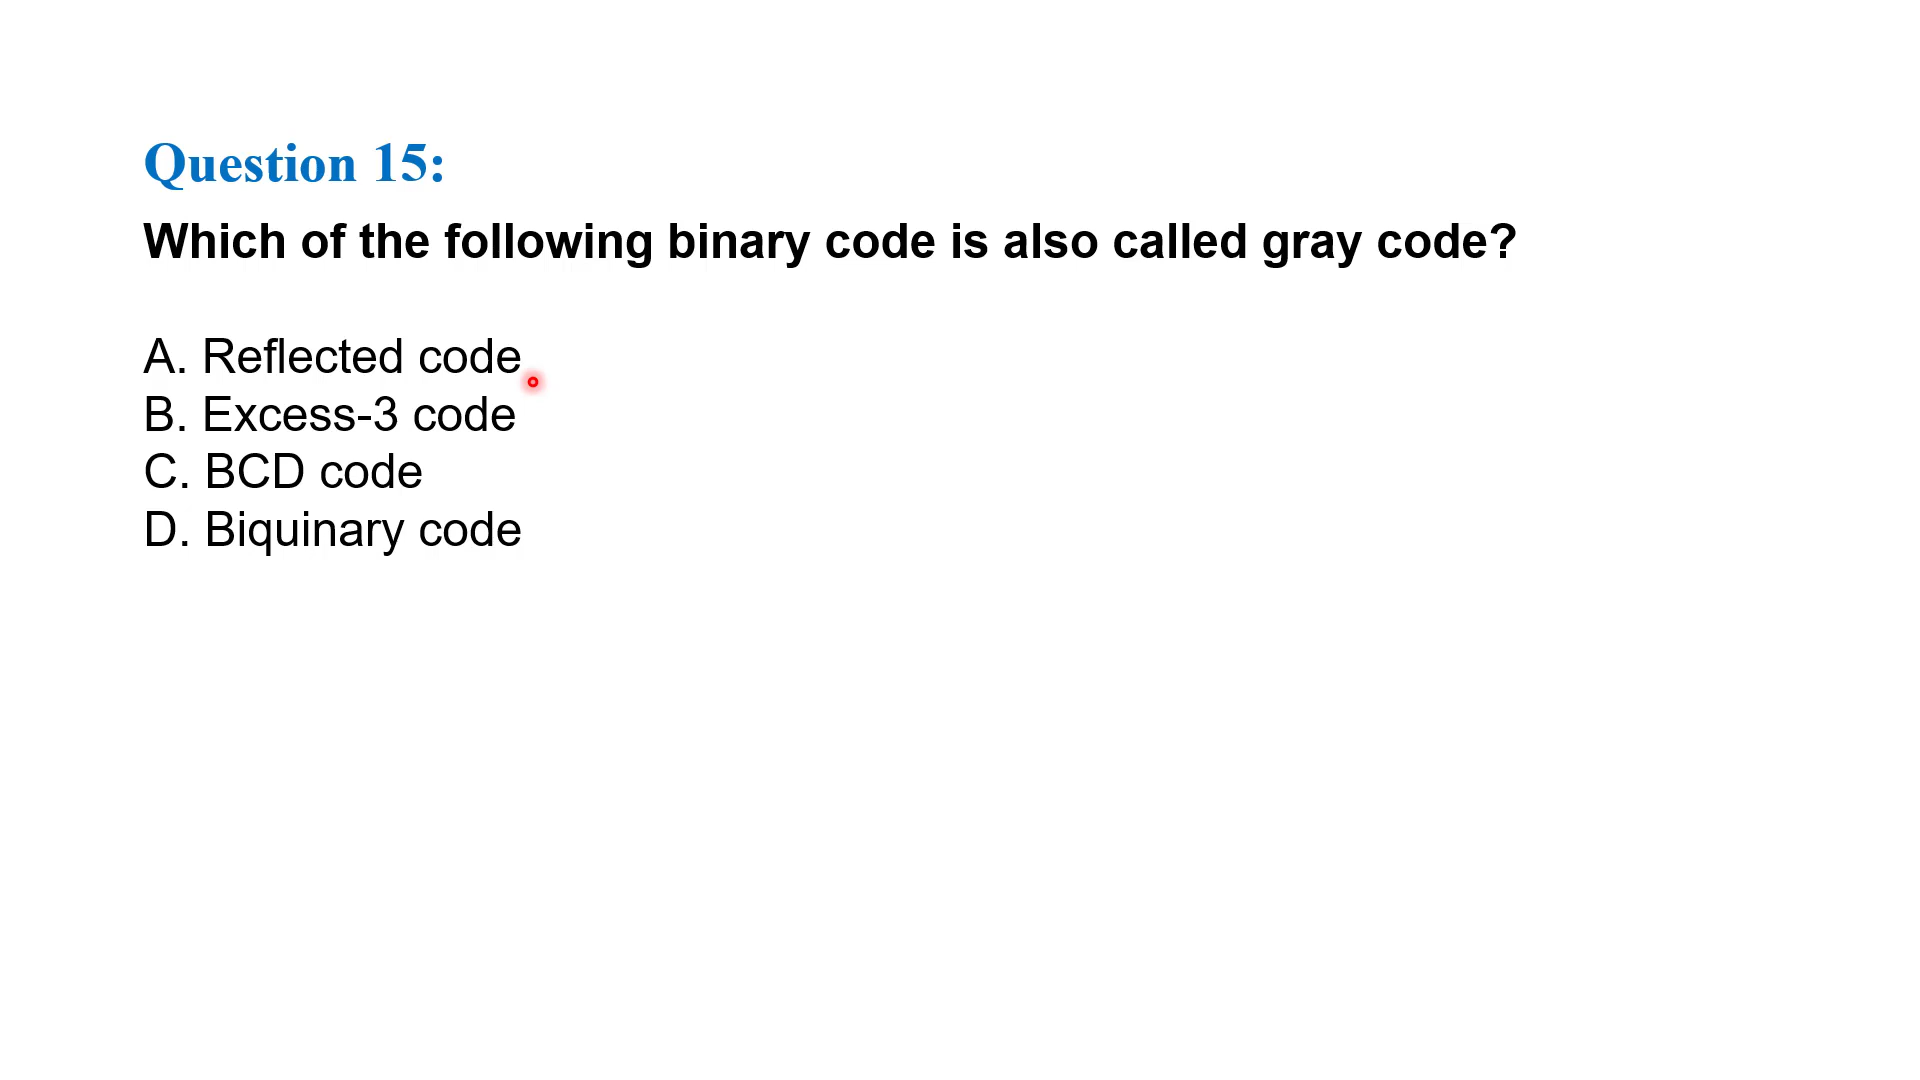 Question 15:
Which of the following binary code is also called gray code?
A. Reflected code
B. Excess-3 code
C. BCD code
D. Biquinary code